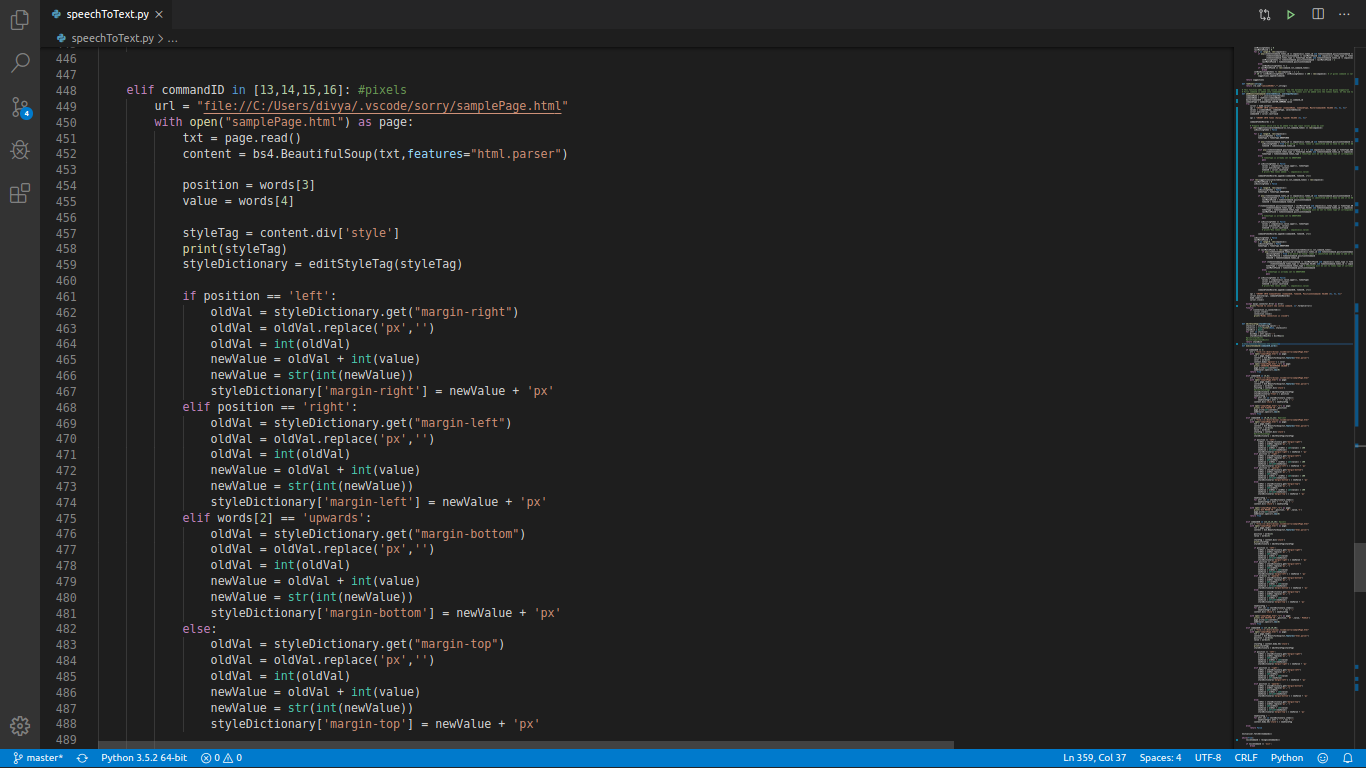 speechToText.py
speechToText.py > ...
446
447
448 elif commandID in [13,14,15,16]: #pixels
449 url = "file://C:/Users/divya/.vscode/sorry/samplePage.html"
450 with open("samplePage.html") as page:
451 txt = page.read()
452 content = bs4.BeautifulSoup(txt,features="html.parser")
453
454 position = words[3]
455 value = words[4]
456
457 styleTag = content.div['style']
458 print(styleTag)
459 styleDictionary = editStyleTag(styleTag)
460
461 if position == 'left':
462 oldVal = styleDictionary.get("margin-right")
463 oldVal = oldVal.replace('px','')
464 oldVal = int(oldVal)
465 newValue = oldVal + int(value)
466 newValue = str(int(newValue))
467 styleDictionary['margin-right'] = newValue + 'px'
468 elif position == 'right':
469 oldVal = styleDictionary.get("margin-left")
470 oldVal = oldVal.replace('px','')
471 oldVal = int(oldVal)
472 newValue = oldVal + int(value)
473 newValue = str(int(newValue))
474 styleDictionary['margin-left'] = newValue + 'px'
475 elif words[2] == 'upwards':
476 oldVal = styleDictionary.get("margin-bottom")
477 oldVal = oldVal.replace('px','')
478 oldVal = int(oldVal)
479 newValue = oldVal + int(value)
480 newValue = str(int(newValue))
481 styleDictionary['margin-bottom'] = newValue + 'px'
482 else:
483 oldVal = styleDictionary.get("margin-top")
484 oldVal = oldVal.replace('px','')
485 oldVal = int(oldVal)
486 newValue = oldVal + int(value)
487 newValue = str(int(newValue))
488 styleDictionary['margin-top'] = newValue + 'px'
489
4
master* Python 3.5.2 64-bit 0 0 Ln 359, Col 37 Spaces: 4 UTF-8 CRLF Python